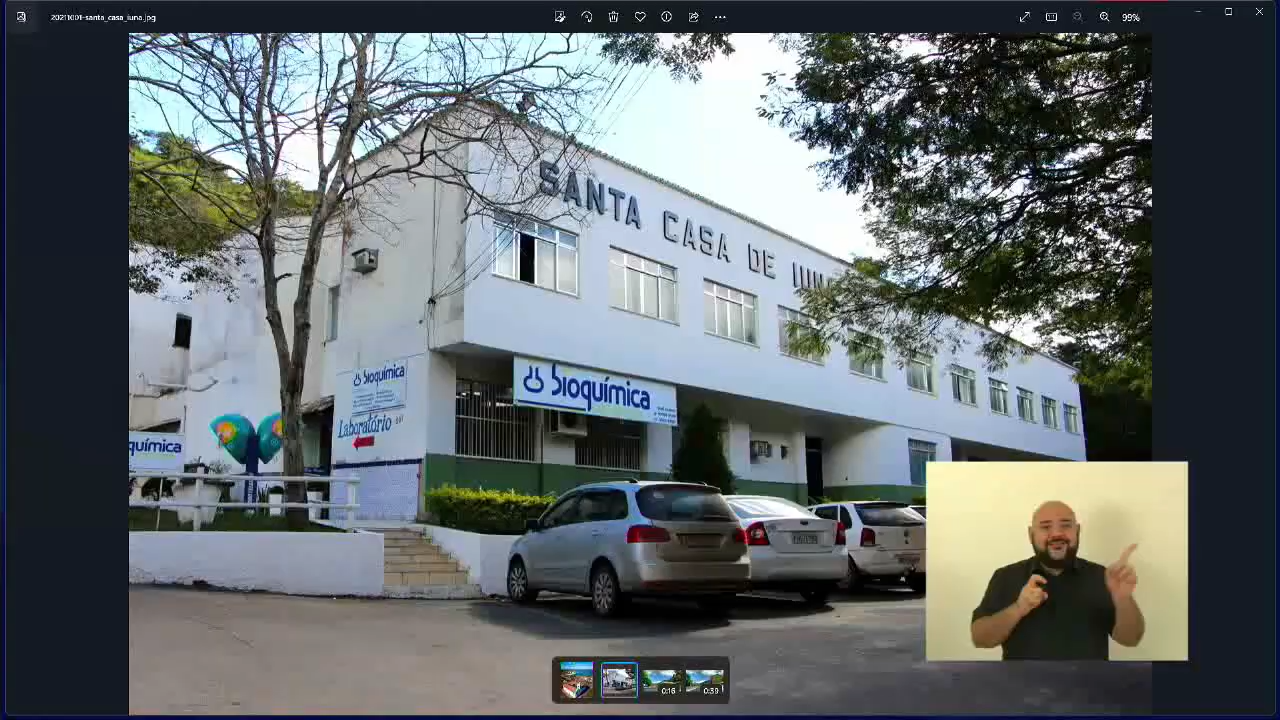 20211001-santa_casa_iuna.jpg
99%
SANTA CASA DE
bioquímica
bioquímica
Laboratório
química
0:16
0:39